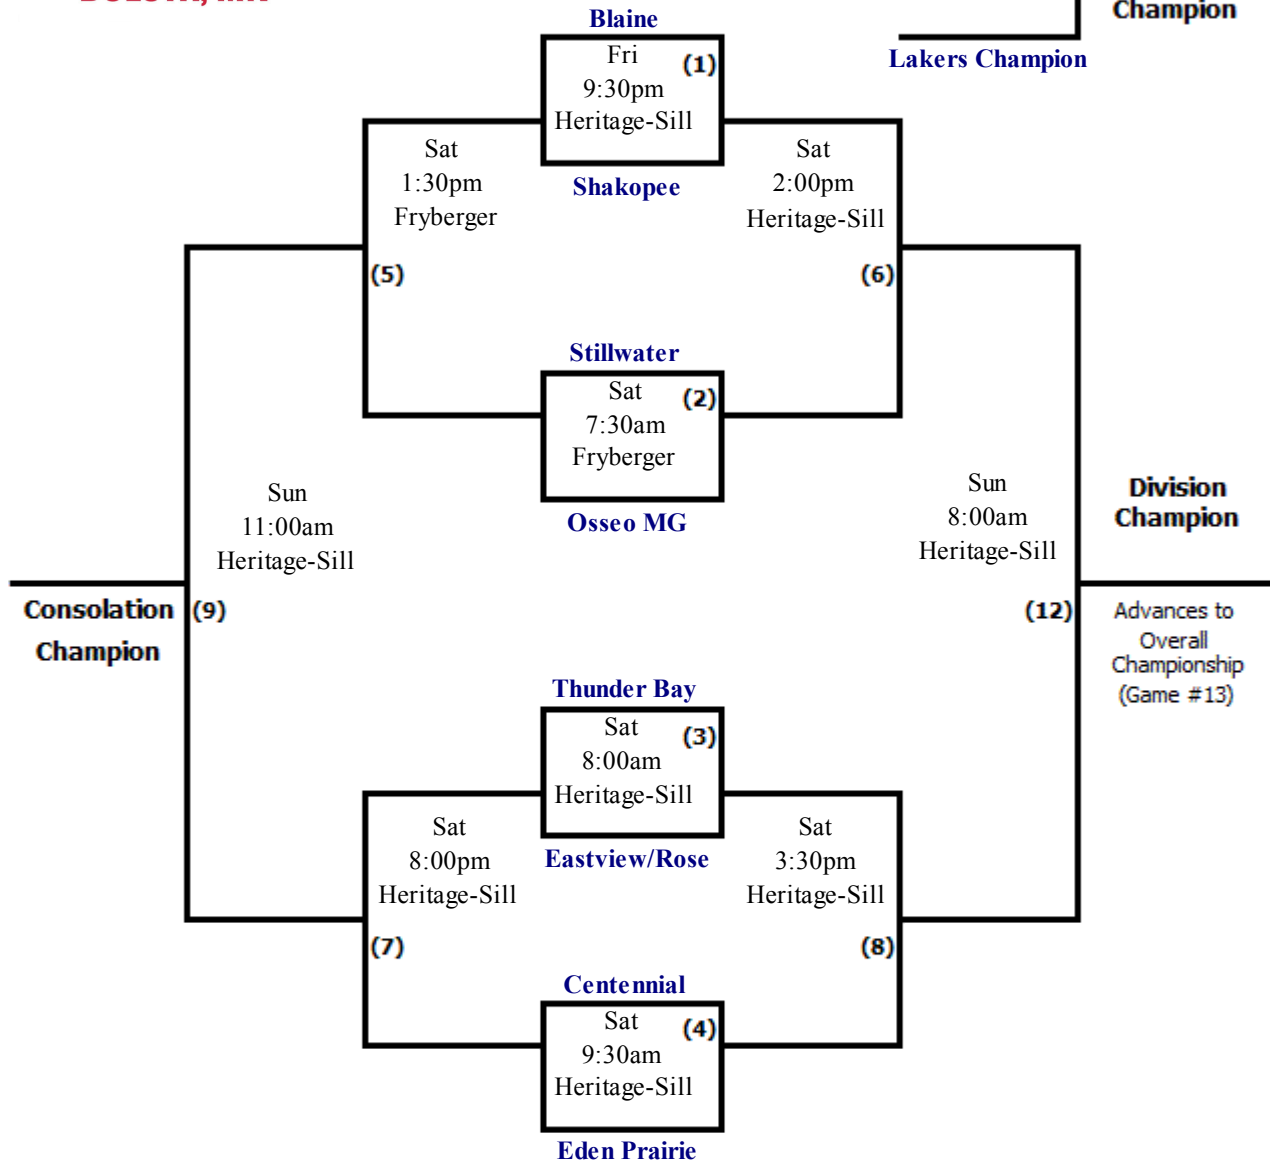 Champion
Lakers Champion
Blaine
Fri
(1)
9:30pm
Heritage-Sill
Shakopee
Sat
1:30pm
Fryberger
(5)
Sat
2:00pm
Heritage-Sill
(6)
Stillwater
Sat
(2)
7:30am
Fryberger
Osseo MG
Sun
11:00am
Heritage-Sill
Consolation
(9)
Champion
Sun
8:00am
Heritage-Sill
(12)
Division
Champion
Advances to
Overall
Championship
(Game #13)
Thunder Bay
Sat
(3)
8:00am
Heritage-Sill
Eastview/Rose
Sat
8:00pm
Heritage-Sill
(7)
Sat
3:30pm
Heritage-Sill
(8)
Centennial
Sat
(4)
9:30am
Heritage-Sill
Eden Prairie